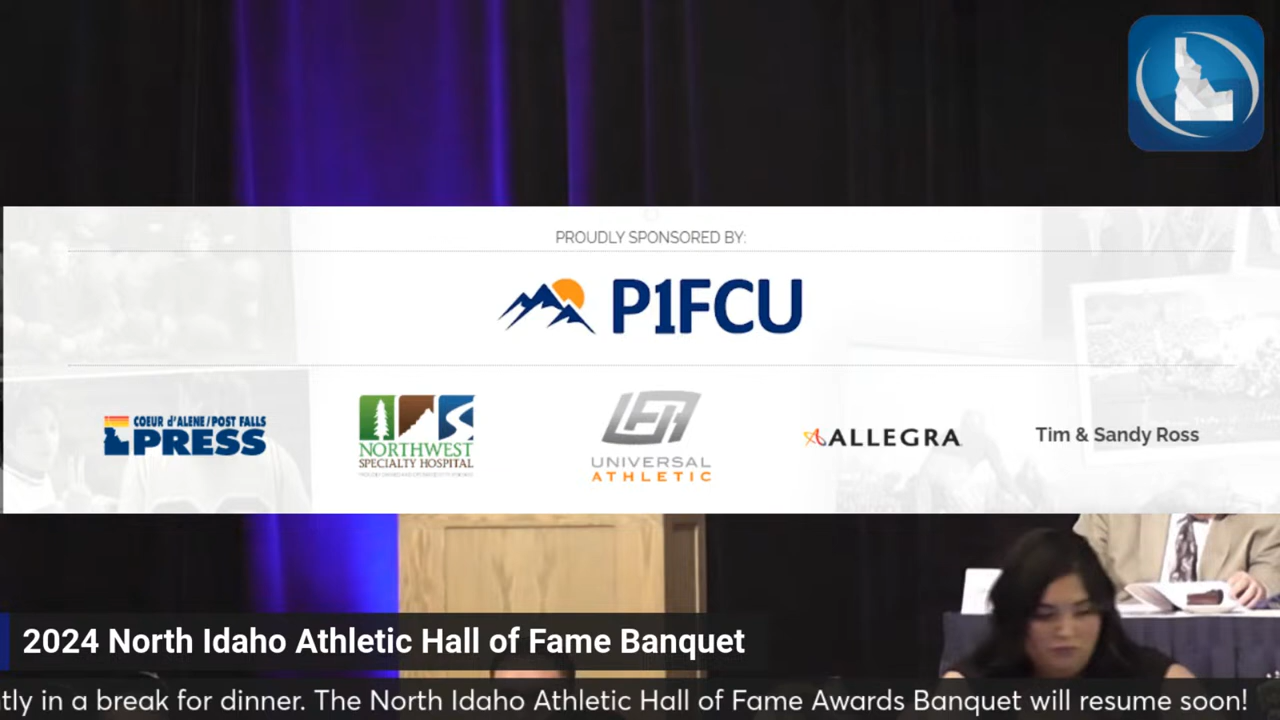 PROUDLY SPONSORED BY:
P1FCU
COEUR d'ALENE/POST FALLS
PRESS
NORTHWEST
SPECIALTY HOSPITAL
UNIVERSAL
ATHLETIC
ALLEGRA
Tim & Sandy Ross
2024 North Idaho Athletic Hall of Fame Banquet
tly in a break for dinner. The North Idaho Athletic Hall of Fame Awards Banquet will resume soon!